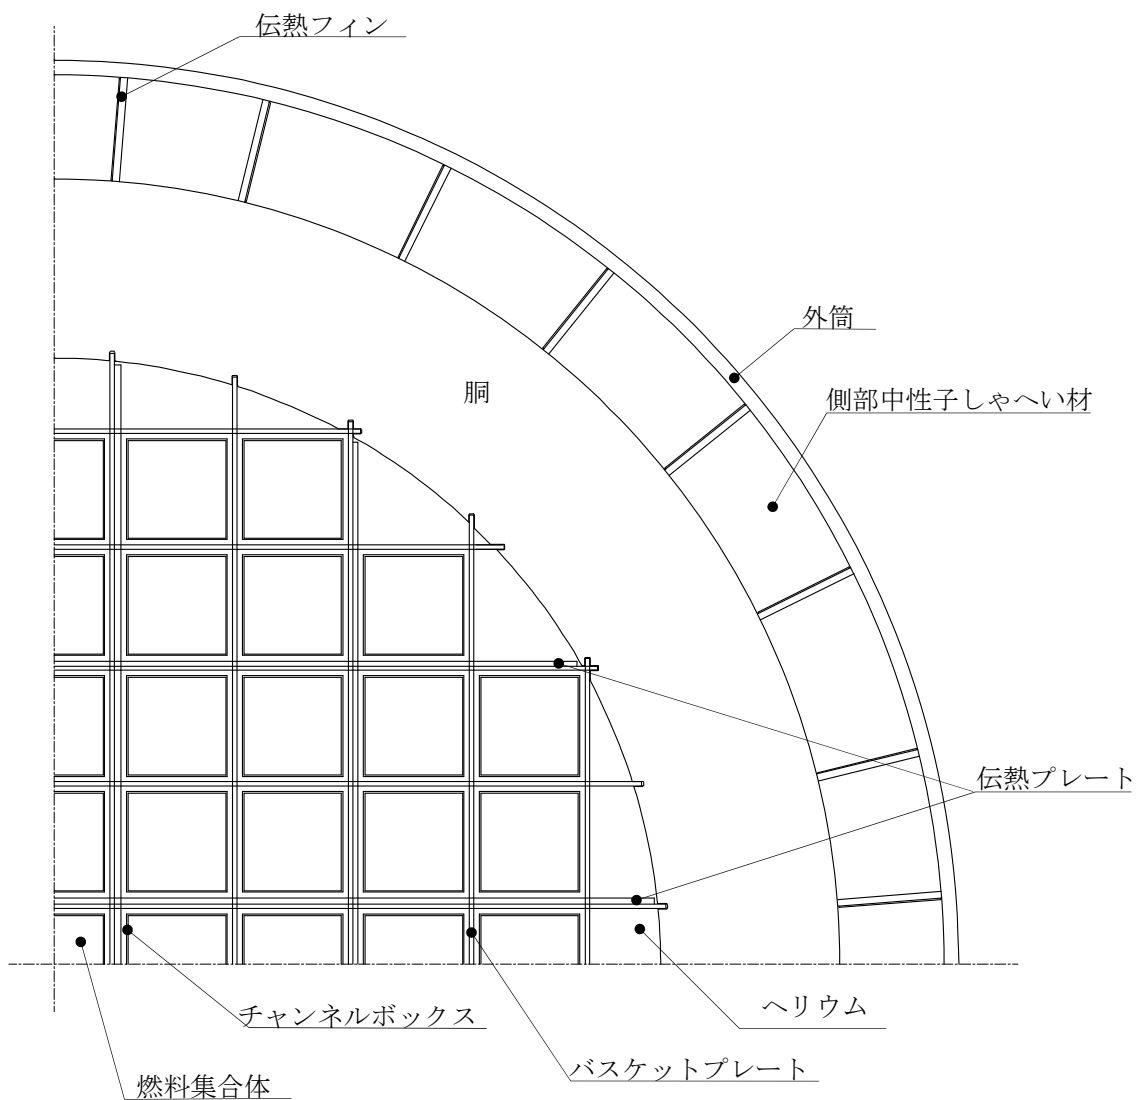 伝熱フィン
外筒
胴
側部中性子しゃへい材
伝熱プレート
ヘリウム
チャンネルボックス
バスケットプレート
燃料集合体